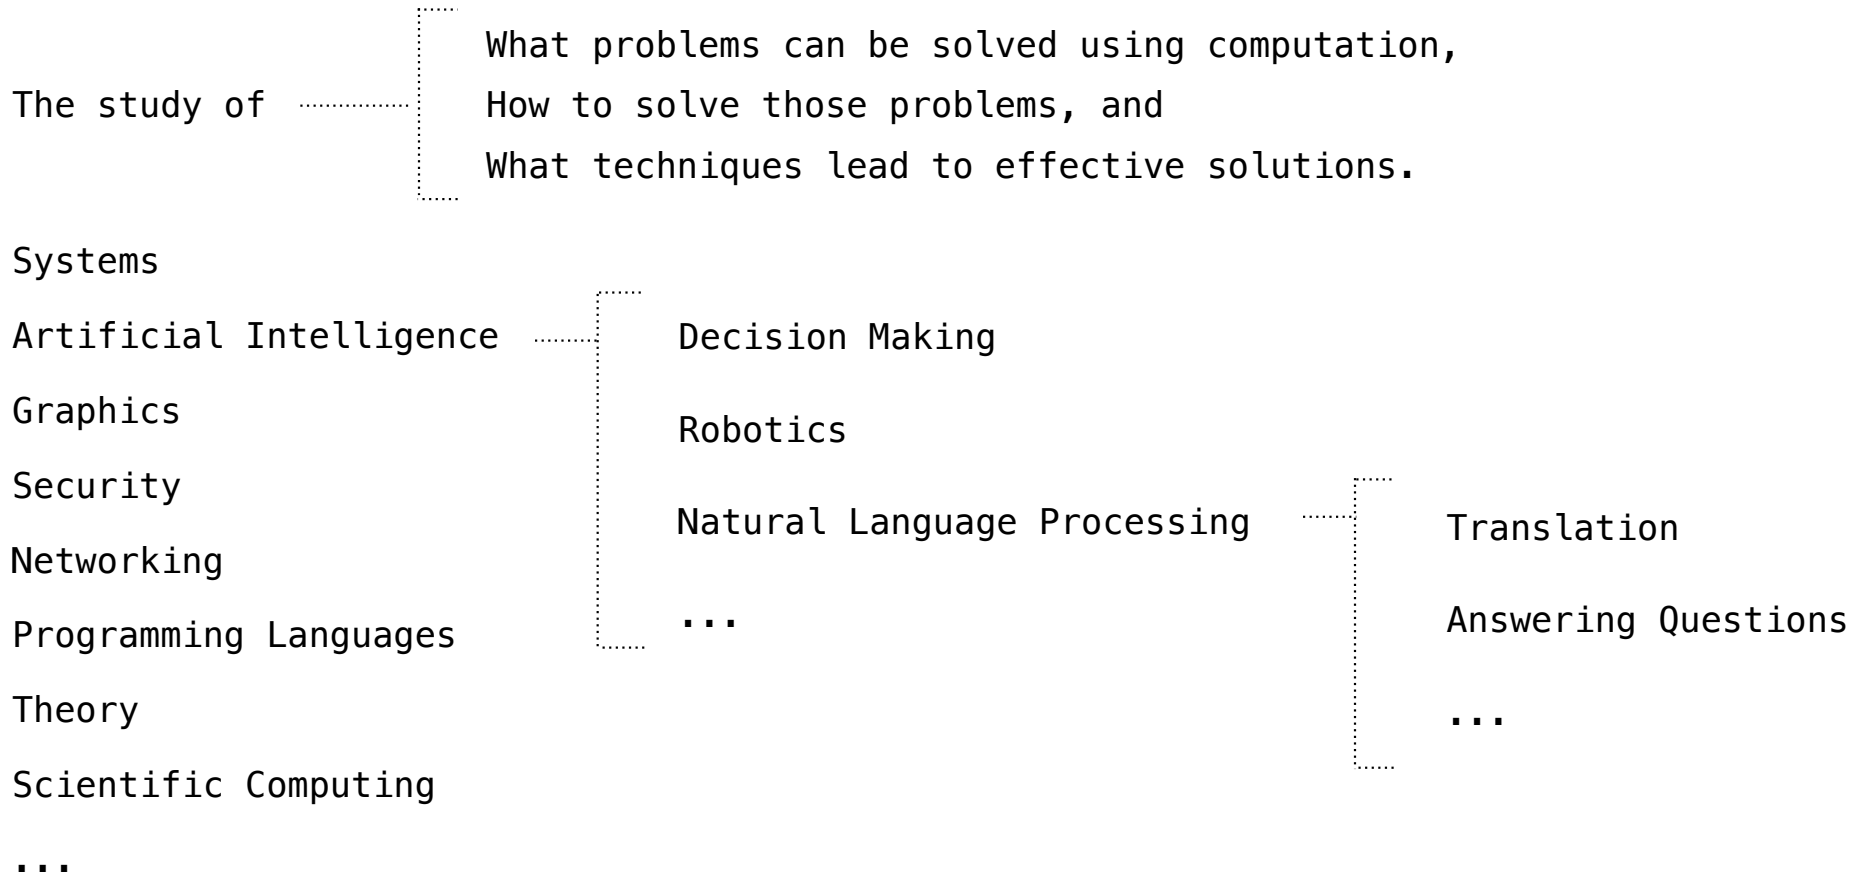 What problems can be solved using computation,
The study of
How to solve those problems, and
What techniques lead to effective solutions.
Systems
Artificial Intelligence
Decision Making
Graphics
Robotics
Security
Natural Language Processing
Translation
Networking
...
Answering Questions
Programming Languages
Theory
...
Scientific Computing
...